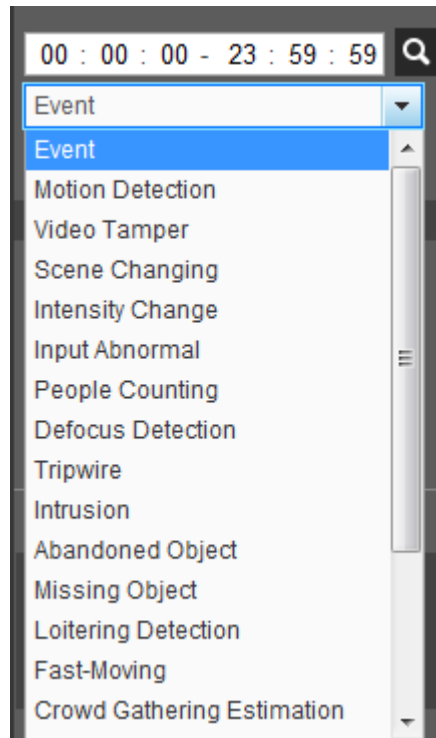 00 : 00 : 00 - 23 : 59 : 59
Event
Event
Motion Detection
Video Tamper
Scene Changing
Intensity Change
Input Abnormal
People Counting
Defocus Detection
Tripwire
Intrusion
Abandoned Object
Missing Object
Loitering Detection
Fast-Moving
Crowd Gathering Estimation